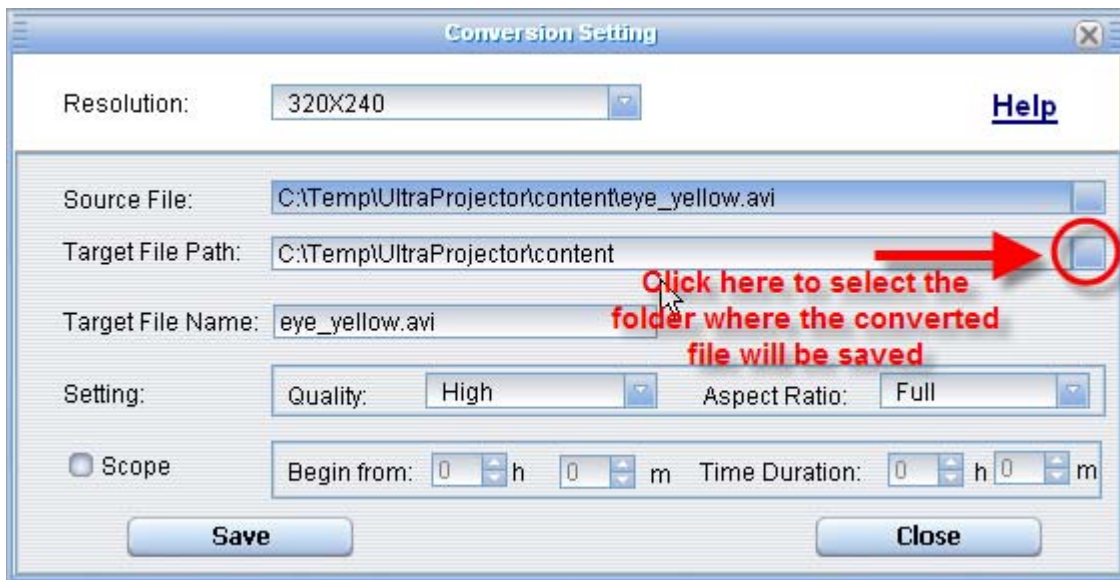 Conversion Setting
Resolution: 320X240 Help
Source File: C:\Temp\UltraProjector\content\eye_yellow.avi
Target File Path: C:\Temp\UltraProjector\content
Click here to select the
folder where the converted
file will be saved
Target File Name: eye_yellow.avi
Setting: Quality: High Aspect Ratio: Full
Scope Begin from: 0 h 0 m Time Duration: 0 h 0 m
Save Close